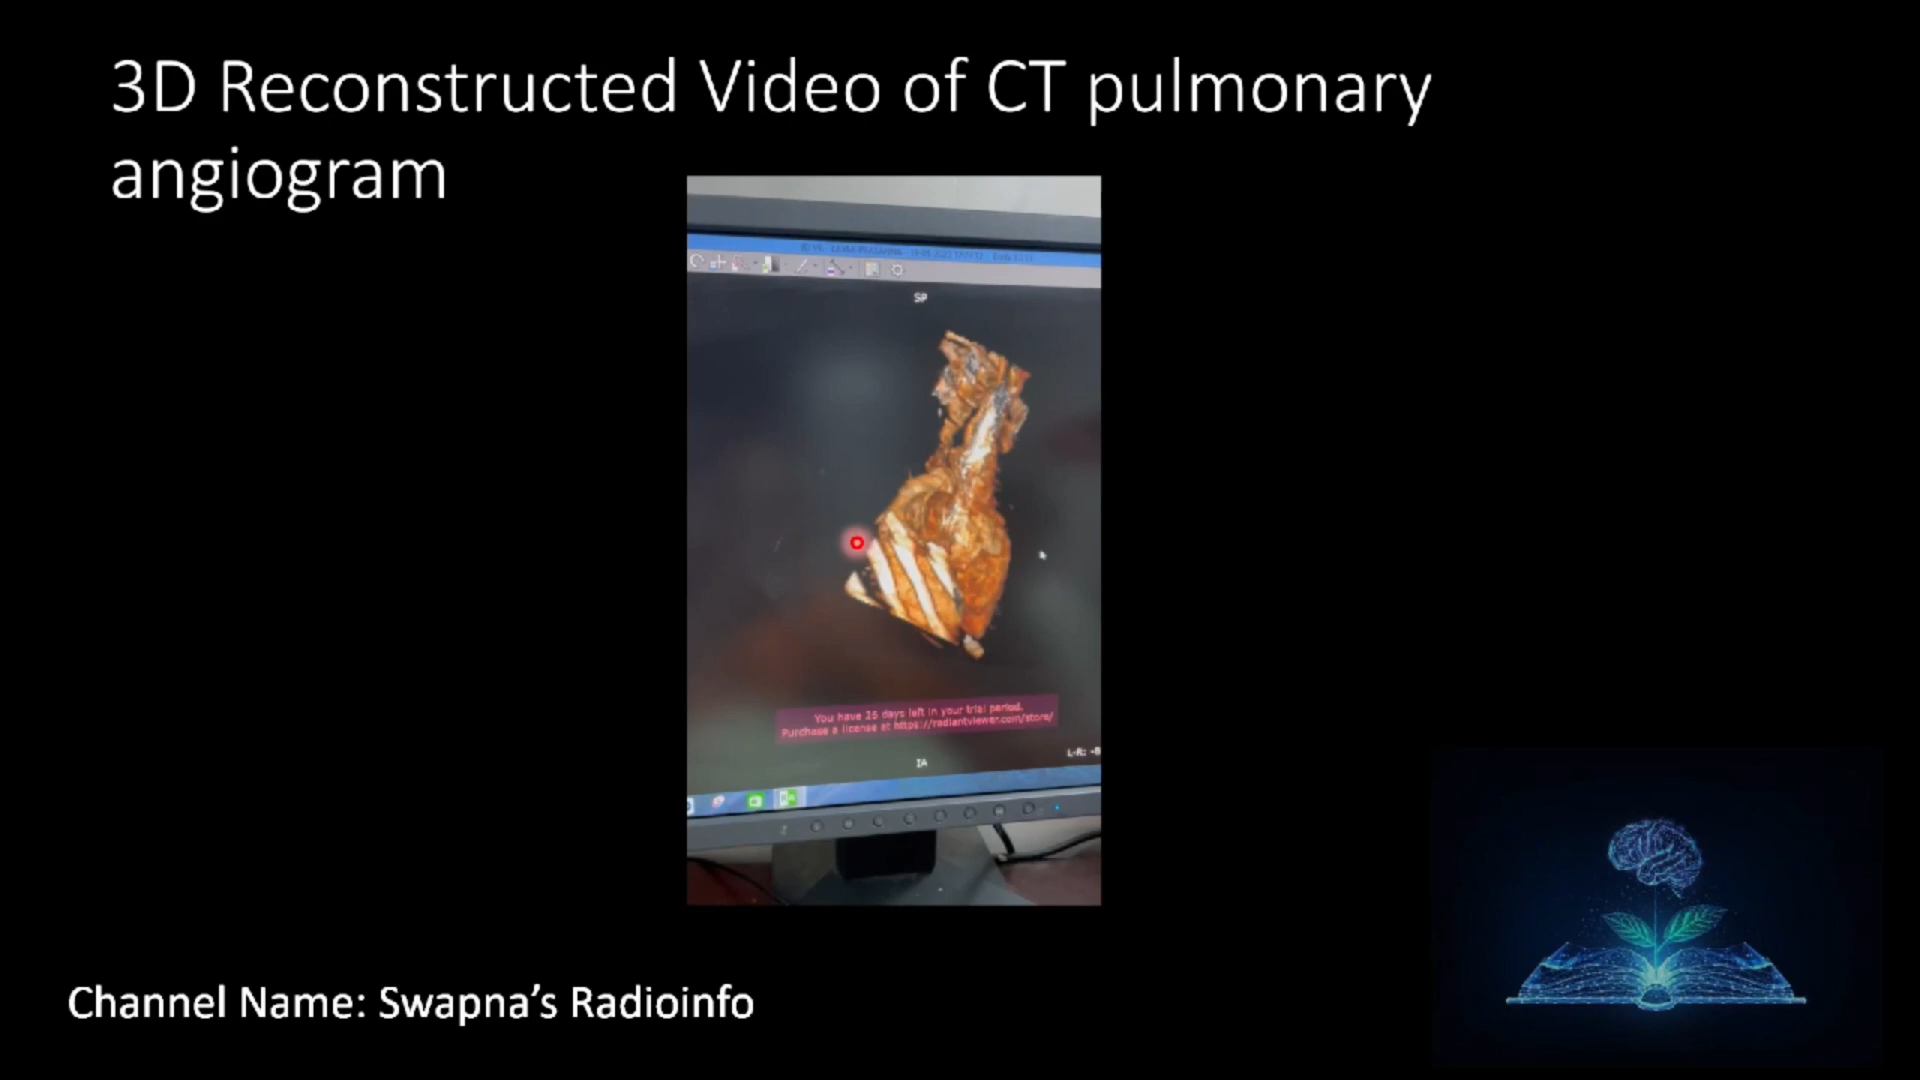 3D Reconstructed Video of CT pulmonary
angiogram
SP
You have 25 days left in your trial period.
Purchase a license at https://radiantviewer.com/store/
L-R:
IA
Channel Name: Swapna's Radioinfo